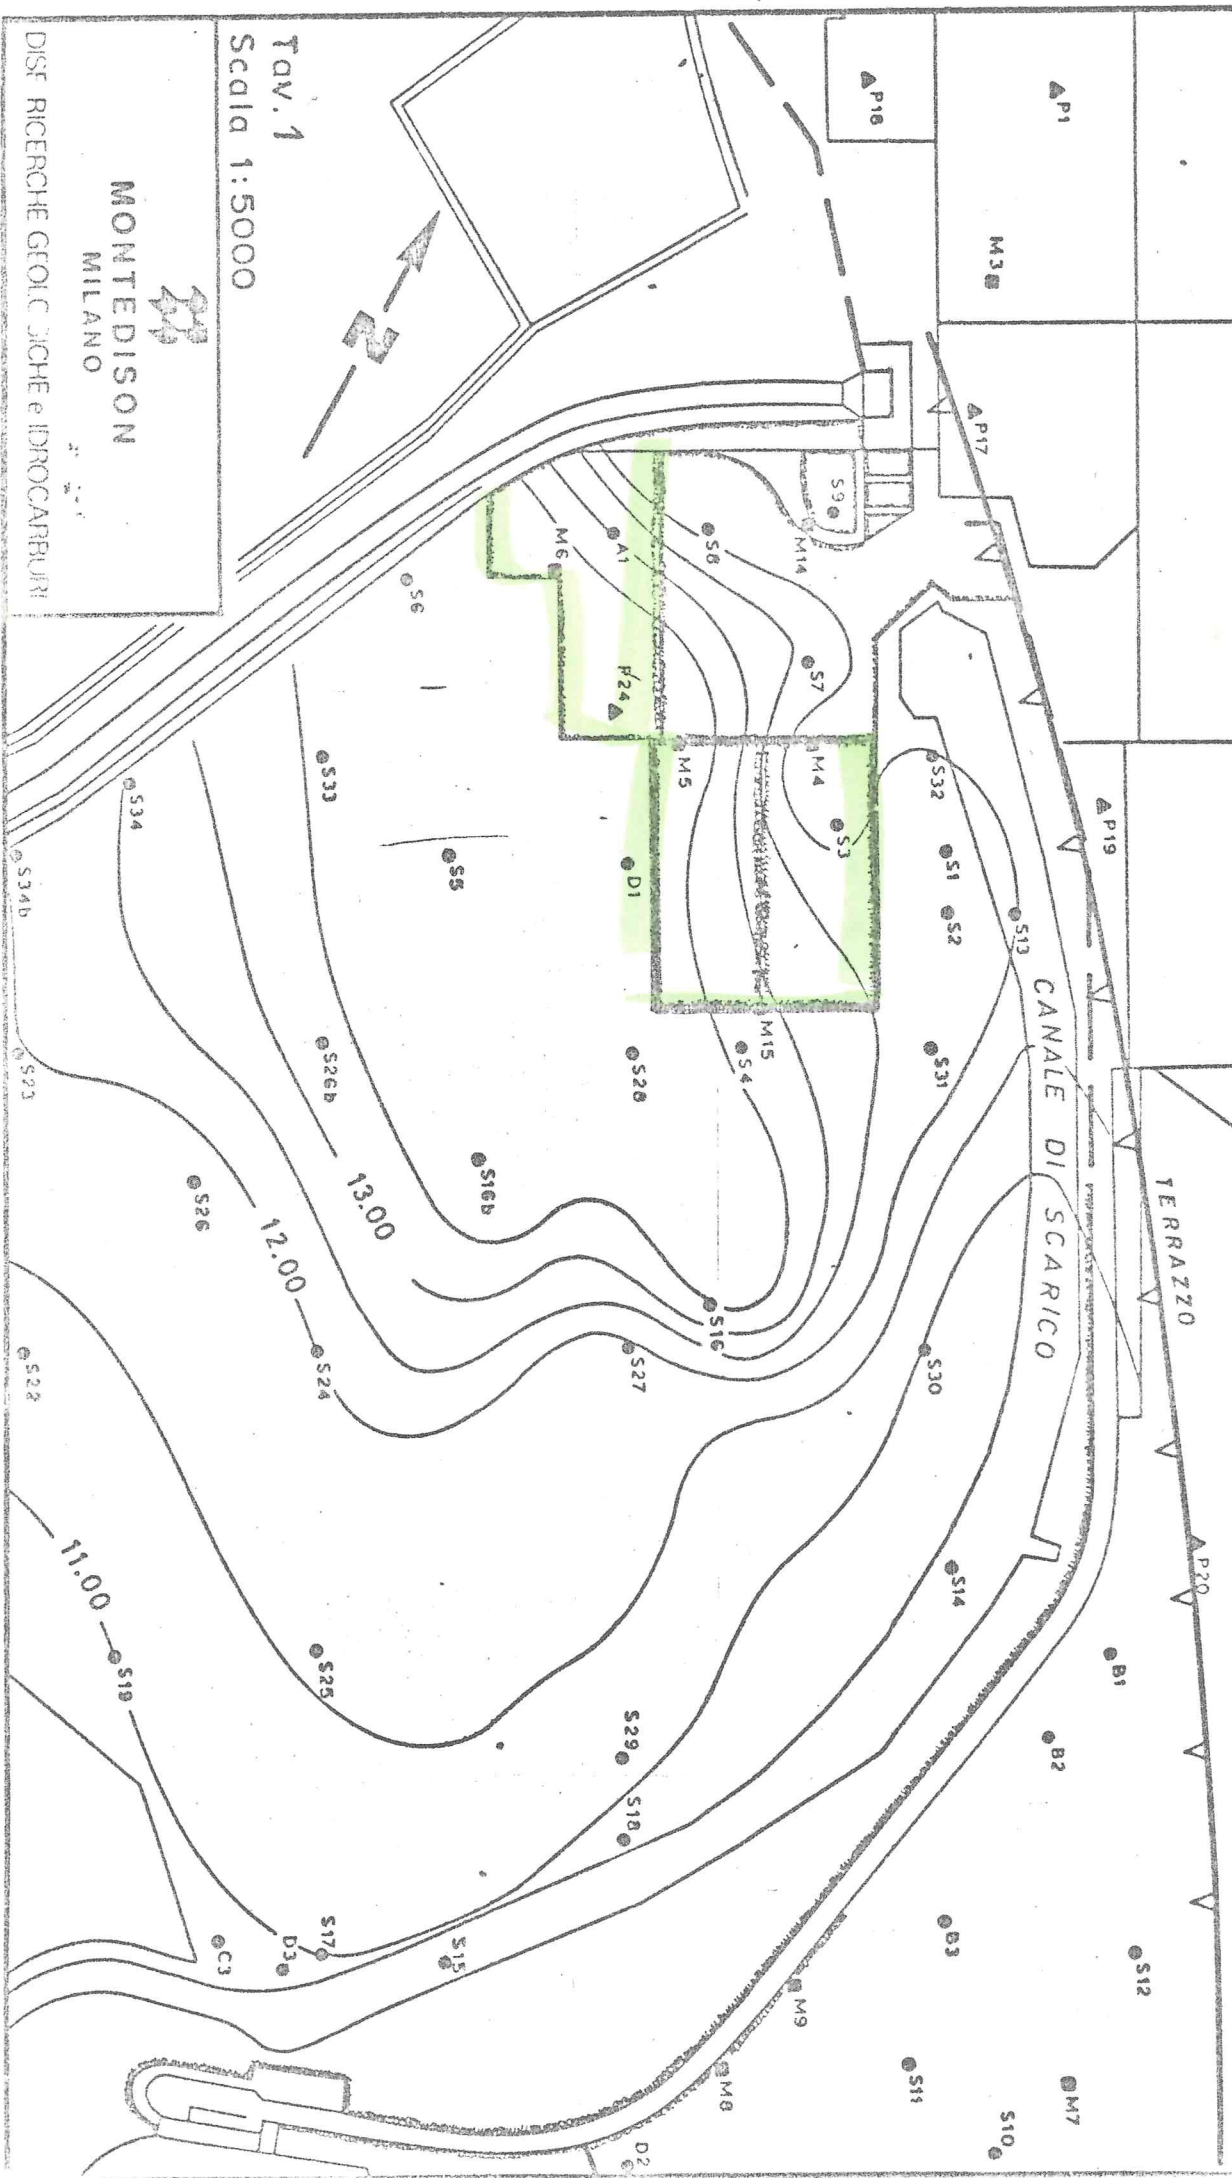 Tav. 1
Scala 1:5000
MONTEDISON
MILANO
RICERCHE e IDROCARBURI
N
P1
P18
M3
P17
S9
M14
S8
A1
M6
S6
S7
M4
M5
S3
S32
S1
S2
S13
P19
CANALE DI SCARICO
TERRAZZO
S33
S34
S34b
S5
D1
M15
S4
S31
S28
S26b
S23
S16b
13.00
S26
12.00
S24
S22
S16
S27
S30
S14
P20
11.00
S19
S25
S29
S18
B1
B2
B3
S12
S17
D3
C3
S15
M9
M8
S11
M7
S10
D2